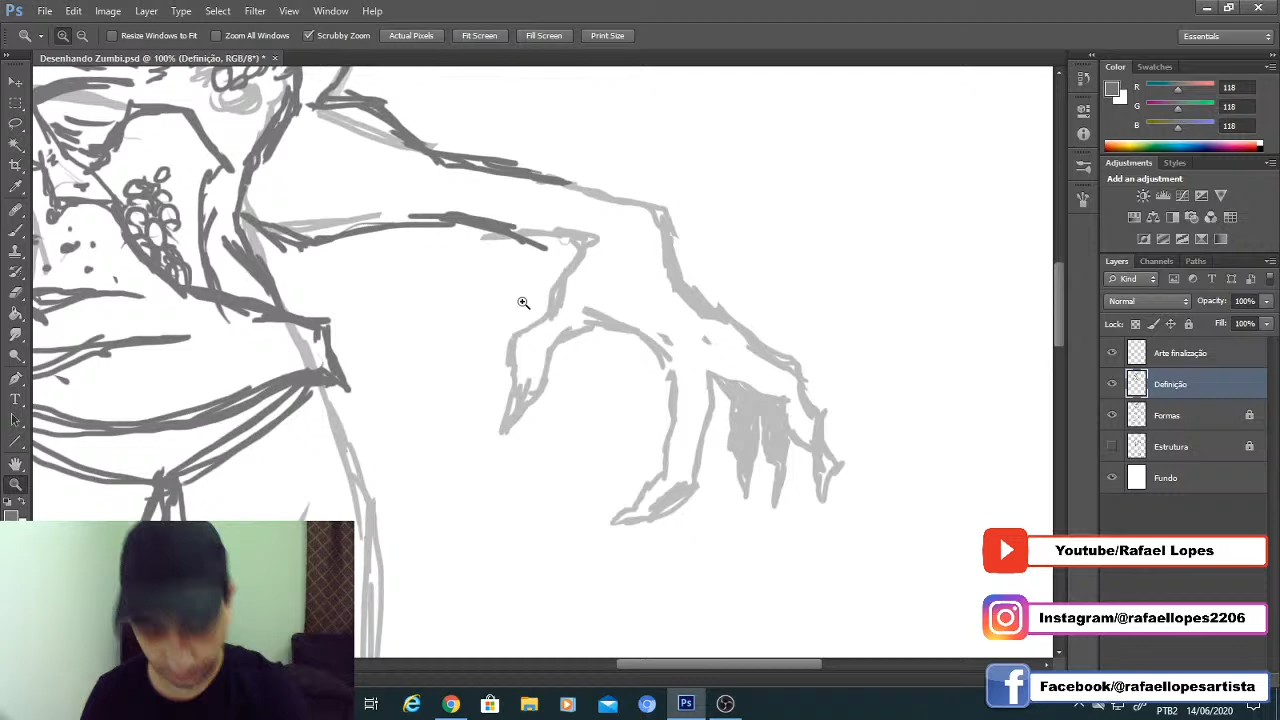 Ps File Edit Image Layer Type Select Filter View Window Help
Resize Windows to Fit Zoom All Windows Scrubby Zoom Actual Pixels Fit Screen Fill Screen Print Size Essentials
Desenhando Zumbi.psd @ 100% (Definição, RGB/8*) * ×
Color Swatches
R 118
G 118
B 118
Adjustments Styles
Add an adjustment
Layers Channels Paths
Kind
Normal Opacity: 100%
Lock: Fill: 100%
Arte finalização
Definição
Formas
Estrutura
Fundo
Youtube/Rafael Lopes
Instagram/@rafaellopes2206
Facebook/@rafaellopesartista
Ps
PTB2 14/06/2020